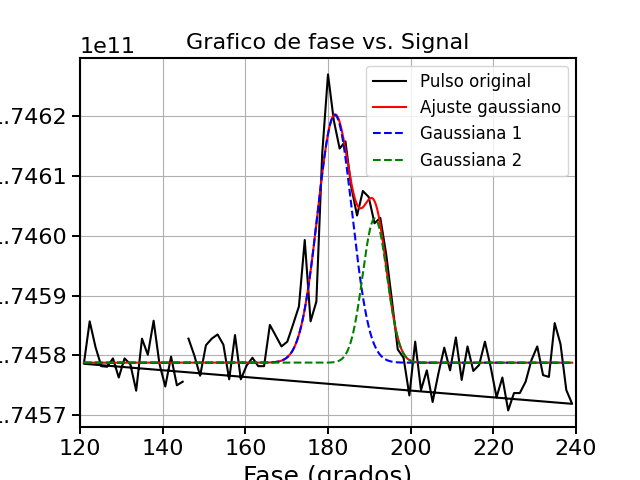 1e11
Grafico de fase vs. Signal
Pulso original
Ajuste gaussiano
Gaussiana 1
Gaussiana 2
.7462
.7461
.7460
.7459
.7458
.7457
120 140 160 180 200 220 240
Fase (grados)